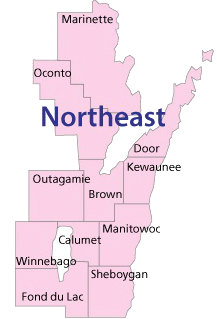 Marinette
Oconto
Northeast
Door
Kewaunee
Outagamie
Brown
Manitowoc
Calumet
Winnebago
Sheboygan
Fond du Lac